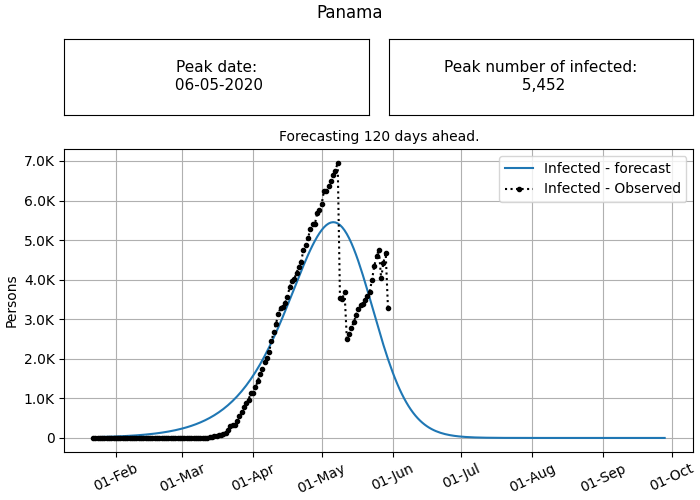 Panama
Peak date:
06-05-2020
Peak number of infected:
5,452
Forecasting 120 days ahead.
Infected - forecast
Infected - Observed
Persons
7.0K
6.0K
5.0K
4.0K
3.0K
2.0K
1.0K
0
01-Feb
01-Mar
01-Apr
01-May
01-Jun
01-Jul
01-Aug
01-Sep
01-Oct